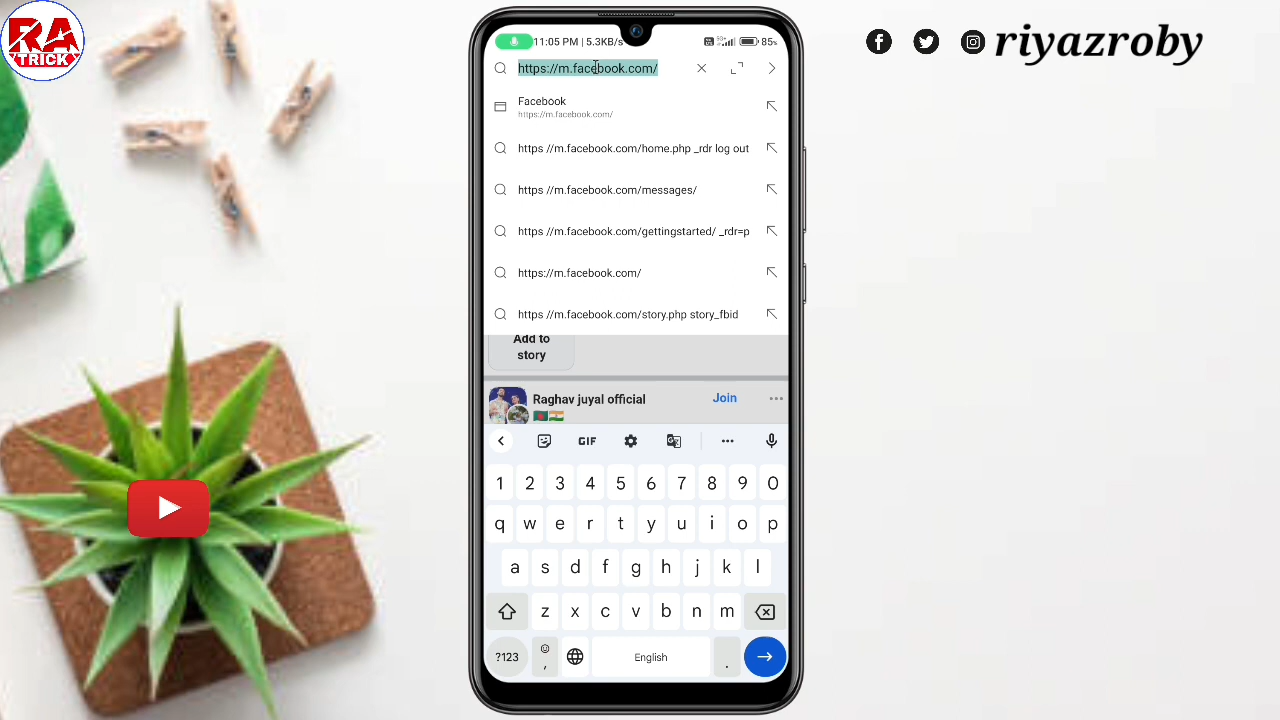 RA
TRICK
11:05 PM | 5.3KB/s
85%
https://m.facebook.com/
Facebook
https://m.facebook.com/
https //m.facebook.com/home.php _rdr log out
https //m.facebook.com/messages/
https //m.facebook.com/gettingstarted/ _rdr=p
https://m.facebook.com/
https //m.facebook.com/story.php story_fbid
Add to
story
Raghav juyal official
Join
GIF
1 2 3 4 5 6 7 8 9 0
q w e r t y u i o p
a s d f g h j k l
z x c v b n m
?123 , English .
riyazroby